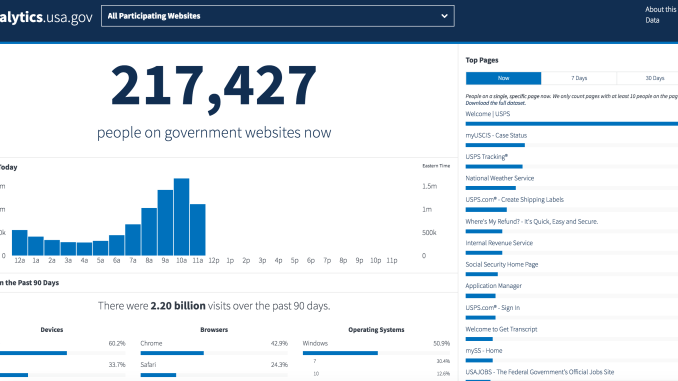 alytics.usa.gov
All Participating Websites
About this
Data
217,427
people on government websites now
Today
Eastern Time
1.5m
1m
500k
0
0
12a 1a 2a 3a 4a 5a 6a 7a 8a 9a 10a 11a 12p 1p 2p 3p 4p 5p 6p 7p 8p 9p 10p 11p
n the Past 90 Days
There were 2.20 billion visits over the past 90 days.
Devices
60.2%
33.7%
Browsers
Chrome 42.9%
Safari 24.3%
Operating Systems
Windows 50.9%
7 30.4%
10 12.6%
Top Pages
Now 7 Days 30 Days
People on a single, specific page now. We only count pages with at least 10 people on the pag
Download the full dataset.
Welcome | USPS
myUSCIS - Case Status
USPS Tracking®
National Weather Service
USPS.com® - Create Shipping Labels
Where's My Refund? - It's Quick, Easy and Secure.
Internal Revenue Service
Social Security Home Page
Application Manager
USPS.com® - Sign In
Welcome to Get Transcript
mySS - Home
USAJOBS - The Federal Government's Official Jobs Site